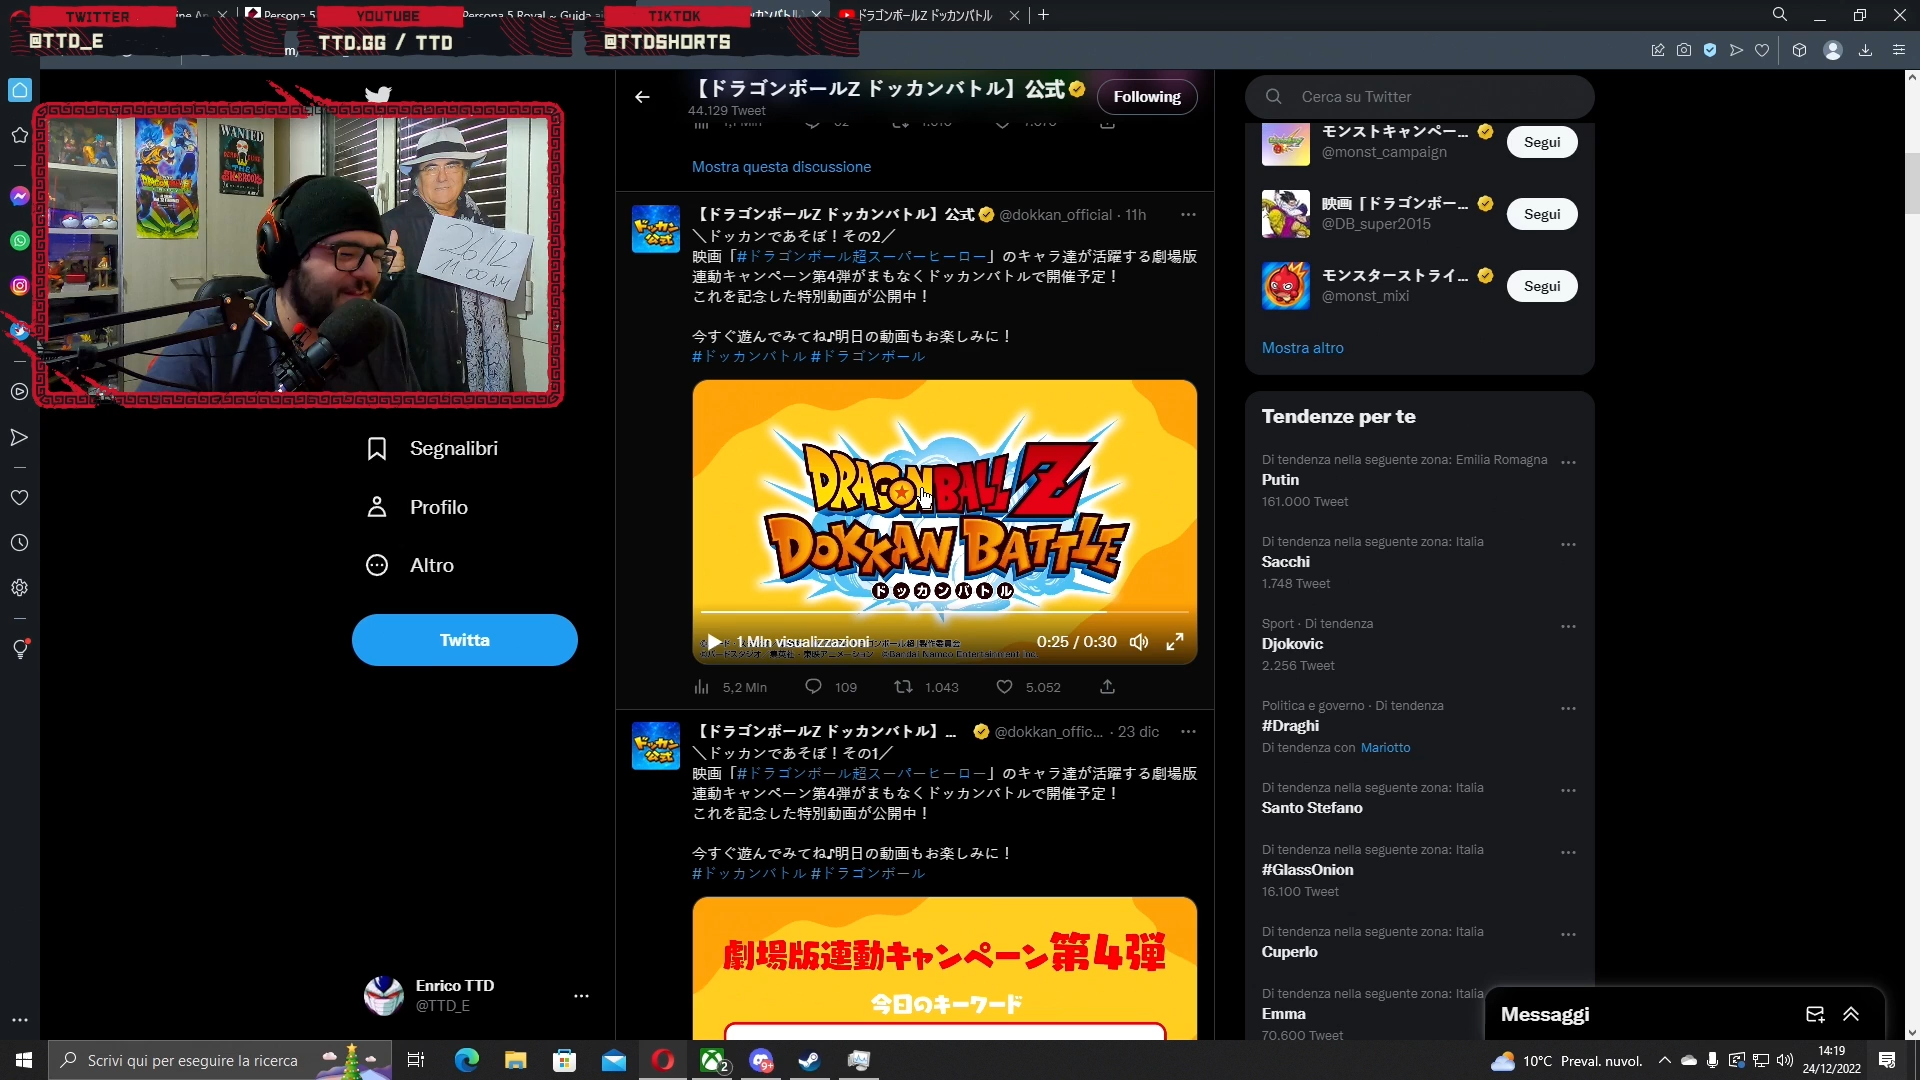 TWITTER
@TTD_E
YOUTUBE
TTD.GG / TTD
TIKTOK
@TTDSHORTS
Persona 5
Persona 5 Royal ~ Guida ai
ドラゴンボールZ ドッカンバトル
WANTED
26/12
11:00 AM
Segnalibri
Profilo
Altro
Twitta
Enrico TTD
@TTD_E
【ドラゴンボールZ ドッカンバトル】公式
44.129 Tweet
Following
Mostra questa discussione
【ドラゴンボールZ ドッカンバトル】公式 @dokkan_official · 11h
＼ドッカンであそぼ！その2／
映画「#ドラゴンボール超スーパーヒーロー」のキャラ達が活躍する劇場版
連動キャンペーン第4弾がまもなくドッカンバトルで開催予定！
これを記念した特別動画が公開中！
今すぐ遊んでみてね♪明日の動画もお楽しみに！
#ドッカンバトル #ドラゴンボール
DRAGON BALL Z
DOKKAN BATTLE
ドッカンバトル
1 Mln visualizzazioni
0:25 / 0:30
5,2 Mln 109 1.043 5.052
【ドラゴンボールZ ドッカンバトル】... @dokkan_offic... · 23 dic
＼ドッカンであそぼ！その1／
映画「#ドラゴンボール超スーパーヒーロー」のキャラ達が活躍する劇場版
連動キャンペーン第4弾がまもなくドッカンバトルで開催予定！
これを記念した特別動画が公開中！
今すぐ遊んでみてね♪明日の動画もお楽しみに！
#ドッカンバトル #ドラゴンボール
劇場版連動キャンペーン第4弾
今日のキーワード
Cerca su Twitter
モンストキャンペー...
@monst_campaign
Segui
映画「ドラゴンボー...
@DB_super2015
Segui
モンスターストライ...
@monst_mixi
Segui
Mostra altro
Tendenze per te
Di tendenza nella seguente zona: Emilia Romagna
Putin
161.000 Tweet
Di tendenza nella seguente zona: Italia
Sacchi
1.748 Tweet
Sport · Di tendenza
Djokovic
2.256 Tweet
Politica e governo · Di tendenza
#Draghi
Di tendenza con Mariotto
Di tendenza nella seguente zona: Italia
Santo Stefano
Di tendenza nella seguente zona: Italia
#GlassOnion
16.100 Tweet
Di tendenza nella seguente zona: Italia
Cuperlo
Di tendenza nella seguente zona: Italia
Emma
70.600 Tweet
Messaggi
Scrivi qui per eseguire la ricerca
10°C Preval. nuvol.
14:19
24/12/2022